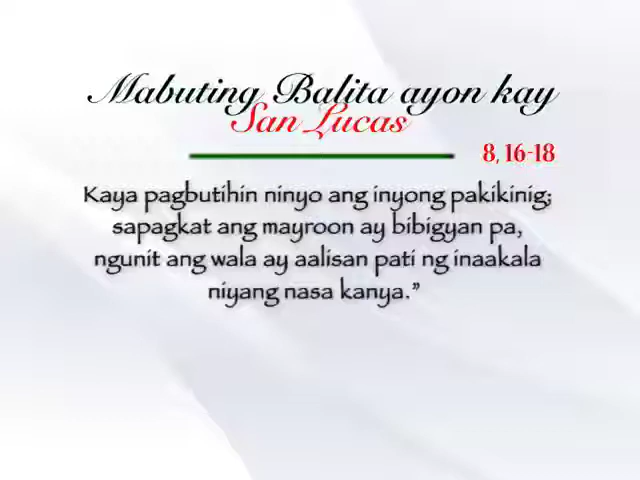 Mabuting Balita ayon kay
San Lucas
8, 16-18
Kaya pagbutihin ninyo ang inyong pakikinig;
sapagkat ang mayroon ay bibigyan pa,
ngunit ang wala ay aalisan pati ng inaakala
niyang nasa kanya.”